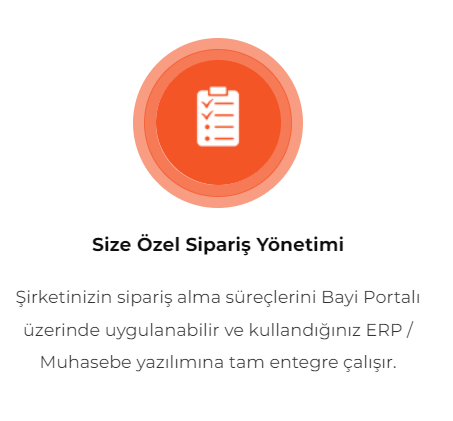 Size Özel Sipariş Yönetimi
Şirketinizin sipariş alma süreçlerini Bayi Portalı
üzerinde uygulanabilir ve kullandığınız ERP /
Muhasebe yazılımına tam entegre çalışır.